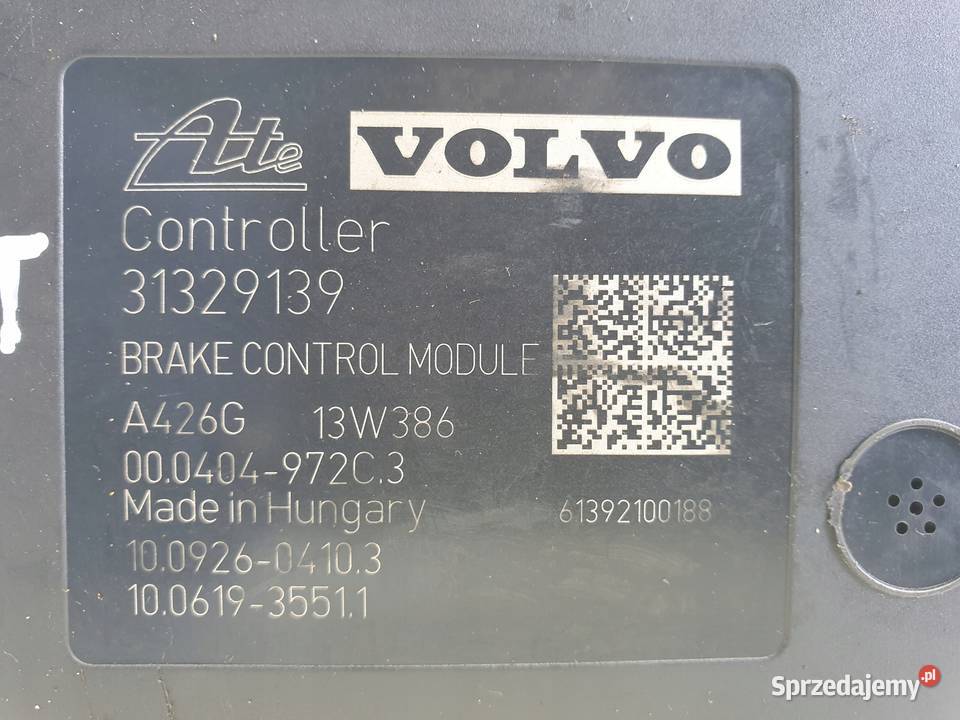 Ate VOLVO
Controller
31329139
BRAKE CONTROL MODULE
A426G 13W386
00.0404-972C.3
Made in Hungary 61392100188
10.0926-0410.3
10.0619-3551.1
Sprzedajemy.pl